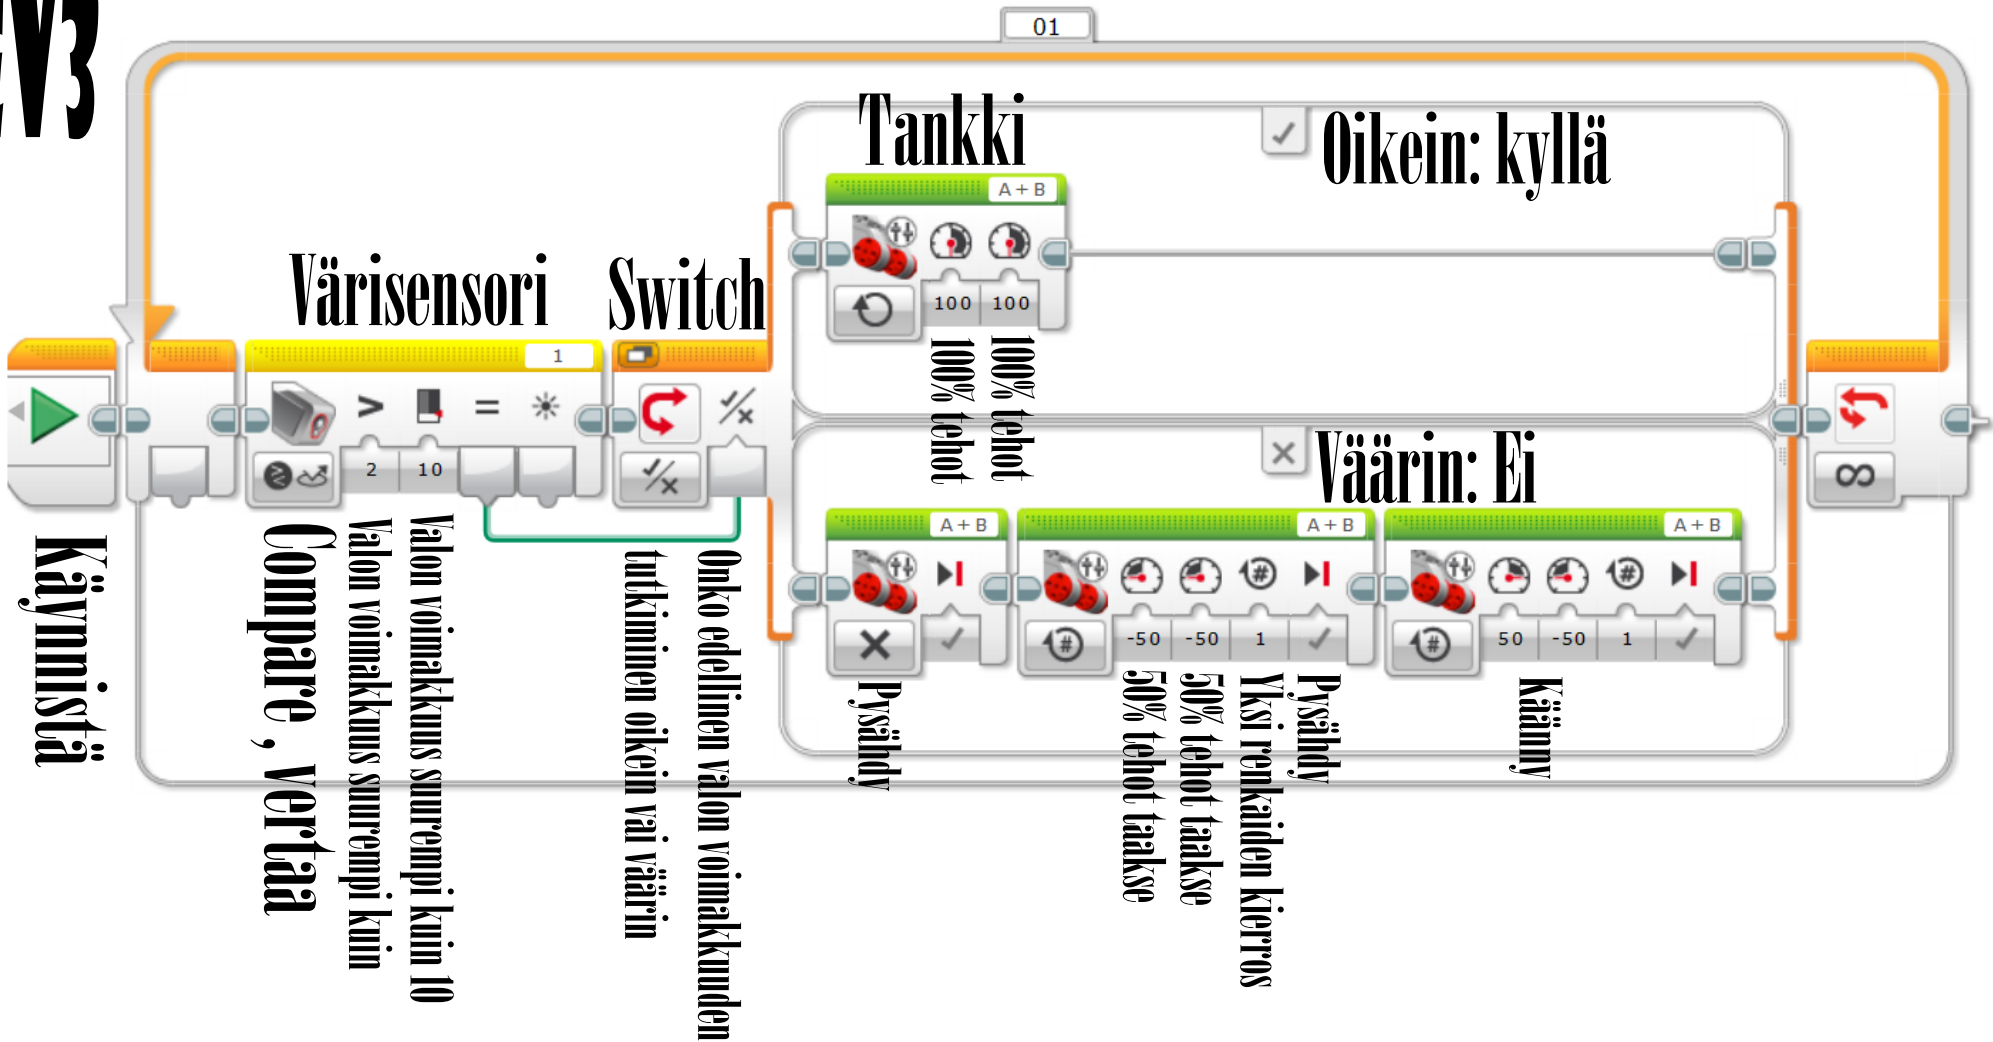 EV3
01
Tankki
Oikein: kyllä
A + B
Värisensori
Switch
100
100
1
100% tehot
100% tehot
Väärin: Ei
2
10
A + B
A + B
A + B
Käynnistä
Compare , vertaa
Valon voimakkuus suurempi kuin
Valon voimakkuus suurempi kuin 10
Onko edellinen valon voimakkuuden
tutkiminen oikein vai väärin
-50
-50
1
50
-50
1
Pysähdy
50% tehot taakse
50% tehot taakse
Yksi renkaiden kierros
Pysähdy
Käänny